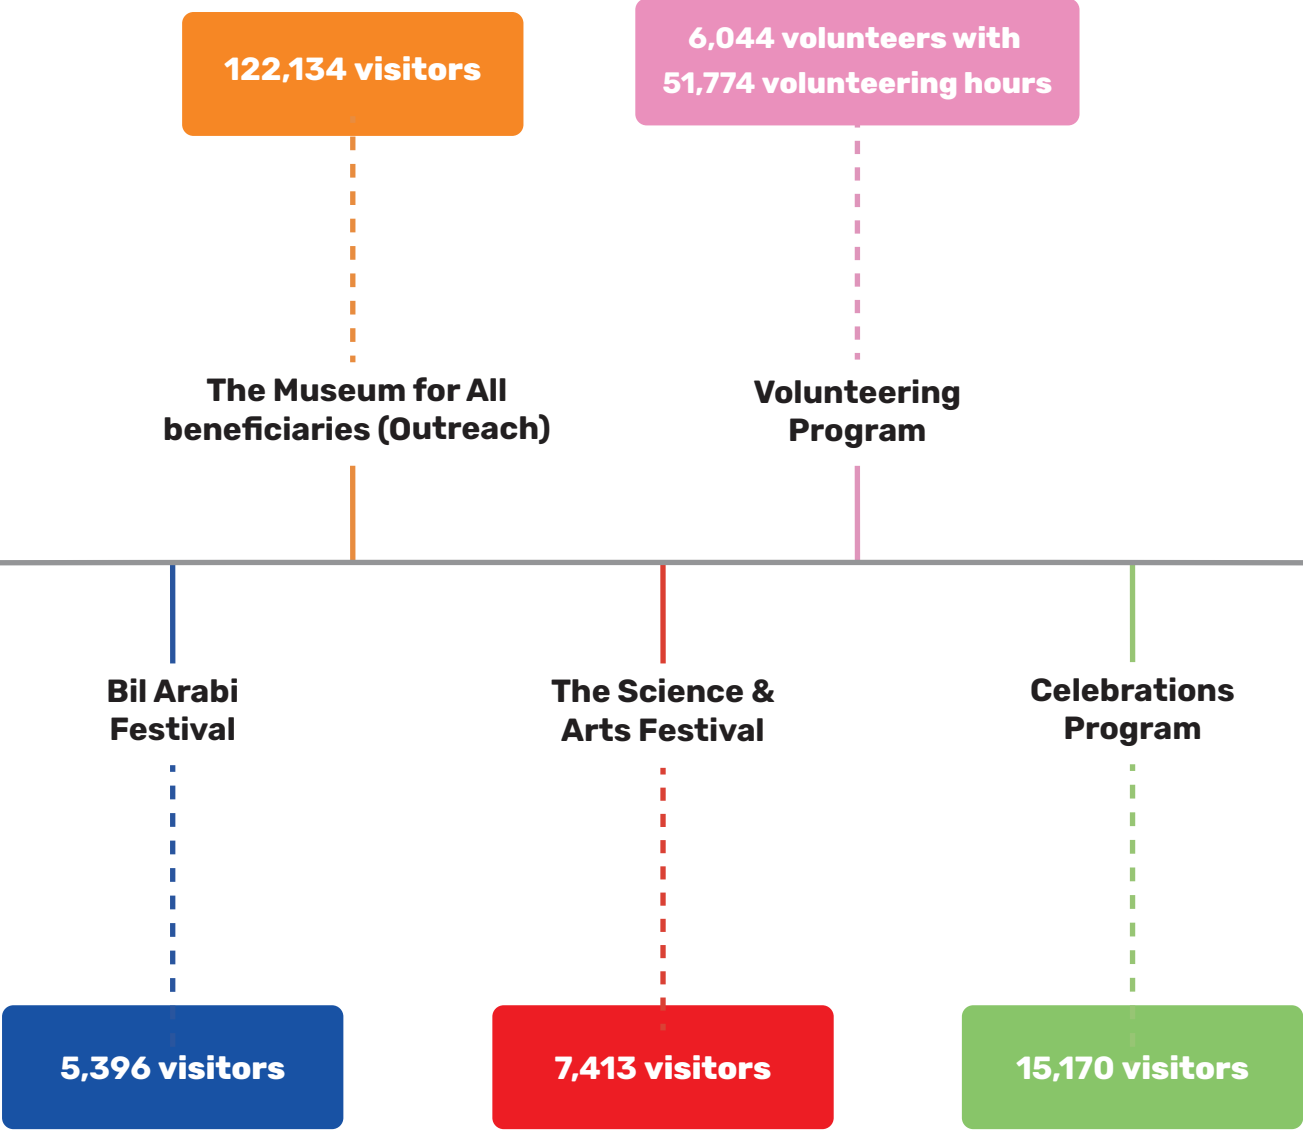 122,134 visitors
6,044 volunteers with
51,774 volunteering hours
The Museum for All
beneficiaries (Outreach)
Volunteering
Program
Bil Arabi
Festival
The Science &
Arts Festival
Celebrations
Program
5,396 visitors
7,413 visitors
15,170 visitors